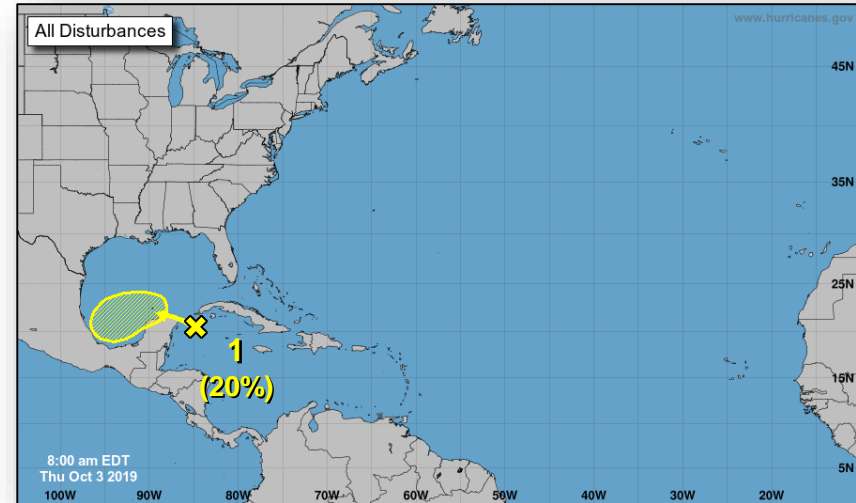 All Disturbances
www.hurricanes.gov
45N
35N
25N
1
(20%)
15N
8:00 am EDT
Thu Oct 3 2019
5N
100W 90W 80W 70W 60W 50W 40W 30W 20W